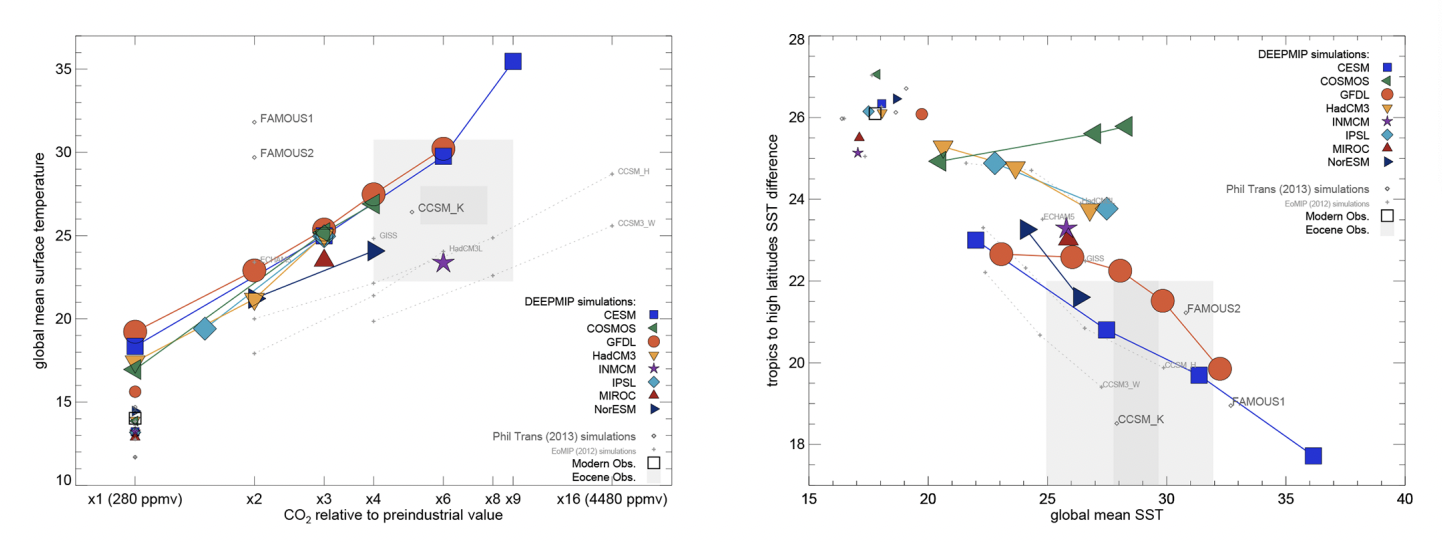 35
30
25
20
15
10
global mean surface temperature
FAMOUS1
FAMOUS2
CCSM_H
CCSM_K
CCSM3_W
GISS
HadCM3L
ECHAM5
DEEPMIP simulations:
CESM
COSMOS
GFDL
HadCM3
INMCM
IPSL
MIROC
NorESM
Phil Trans (2013) simulations
EoMIP (2012) simulations
Modern Obs.
Eocene Obs.
x1 (280 ppmv) x2 x3 x4 x6 x8 x9 x16 (4480 ppmv)
CO2 relative to preindustrial value
28
26
24
22
20
18
tropics to high latitudes SST difference
DEEPMIP simulations:
CESM
COSMOS
GFDL
HadCM3
INMCM
IPSL
MIROC
NorESM
Phil Trans (2013) simulations
EoMIP (2012) simulations
Modern Obs.
Eocene Obs.
HadCM3L
ECHAM5
GISS
FAMOUS2
CCSM_H
CCSM3_W
FAMOUS1
CCSM_K
15 20 25 30 35 40
global mean SST